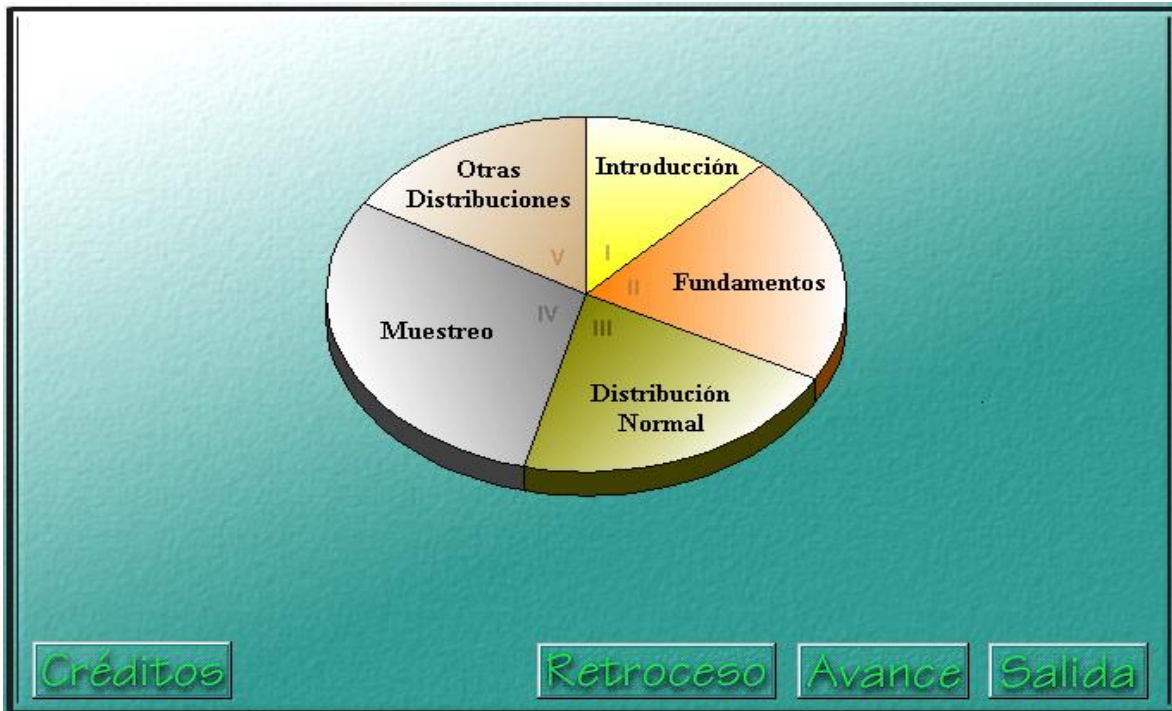 Otras
Distribuciones
Introducción
V
I
II
Fundamentos
IV
III
Muestreo
Distribución
Normal
Créditos
Retroceso
Avance
Salida